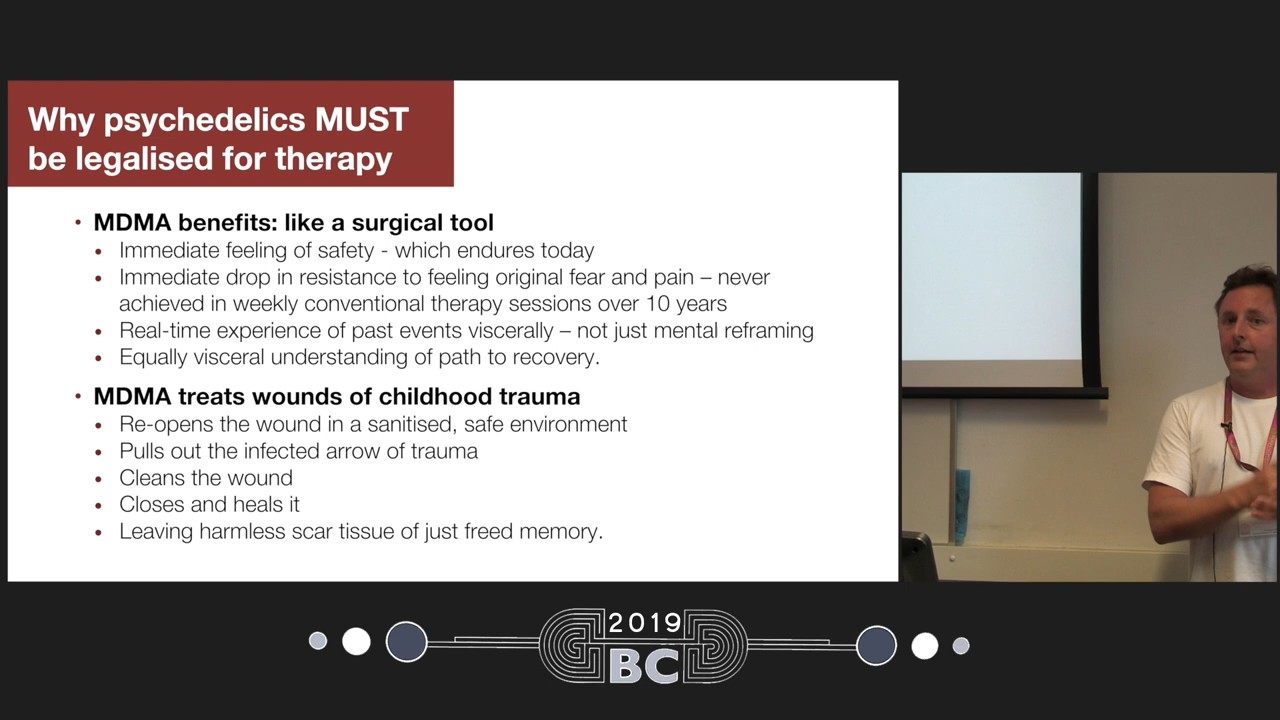 Why psychedelics MUST
be legalised for therapy
• MDMA benefits: like a surgical tool
• Immediate feeling of safety - which endures today
• Immediate drop in resistance to feeling original fear and pain – never
achieved in weekly conventional therapy sessions over 10 years
• Real-time experience of past events viscerally – not just mental reframing
• Equally visceral understanding of path to recovery.
• MDMA treats wounds of childhood trauma
• Re-opens the wound in a sanitised, safe environment
• Pulls out the infected arrow of trauma
• Cleans the wound
• Closes and heals it
• Leaving harmless scar tissue of just freed memory.
2019
BC